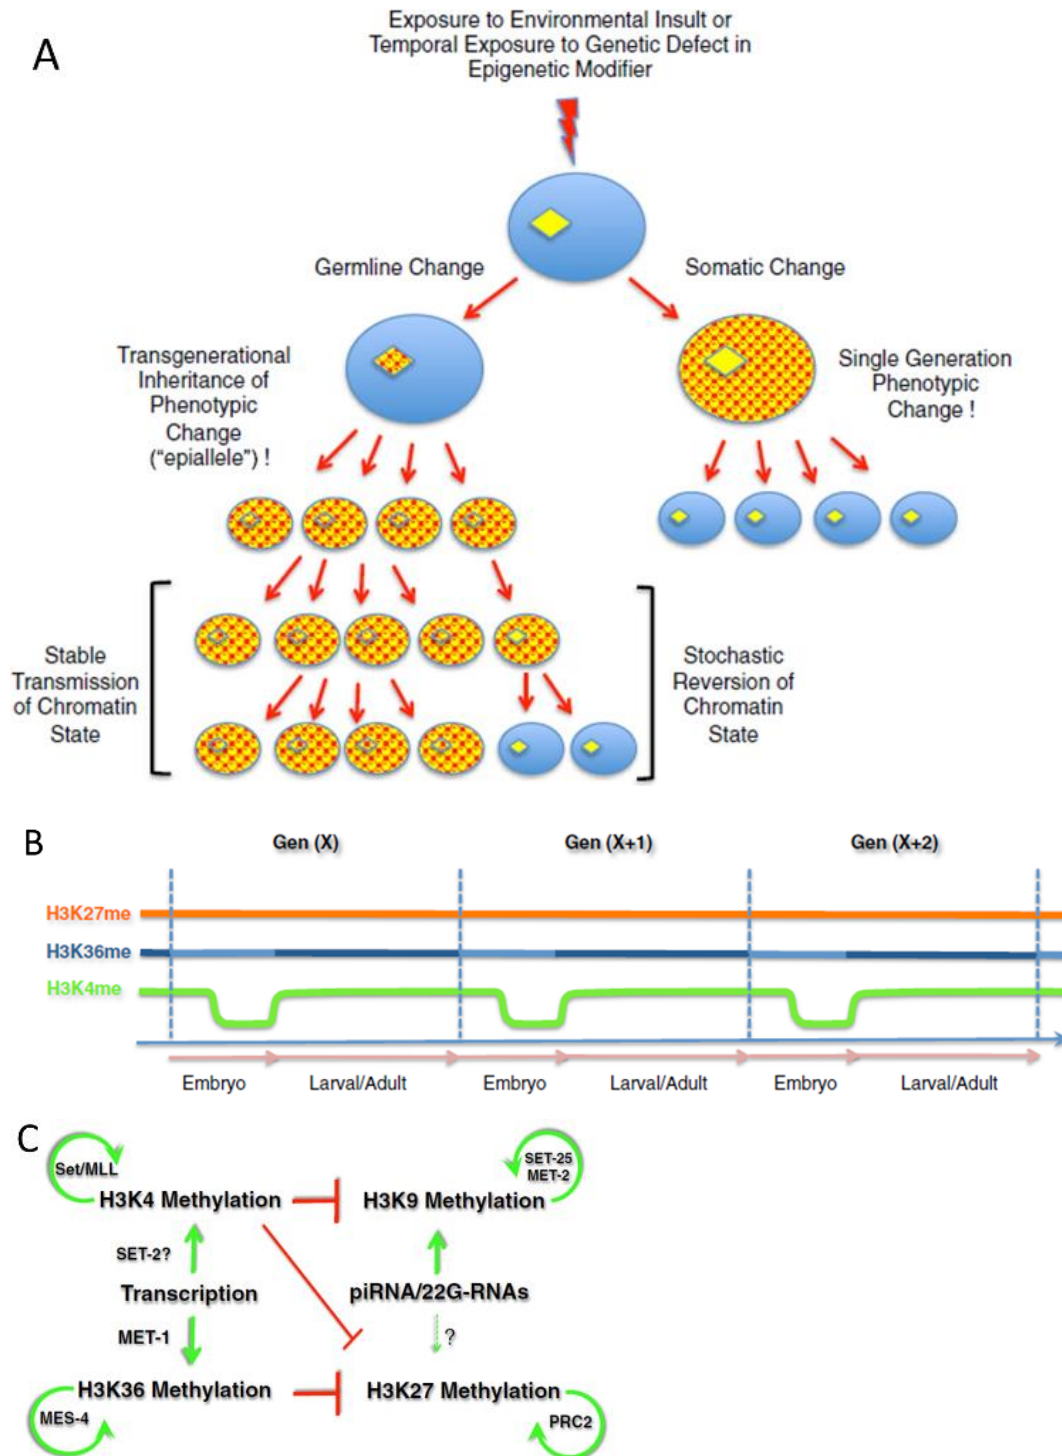 A
Exposure to Environmental Insult or
Temporal Exposure to Genetic Defect in
Epigenetic Modifier
Germline Change
Somatic Change
Transgenerational
Inheritance of
Phenotypic
Change
("epiallele") !
Single Generation
Phenotypic
Change !
Stable
Transmission
of Chromatin
State
Stochastic
Reversion of
Chromatin
State
B
Gen (X)
Gen (X+1)
Gen (X+2)
H3K27me
H3K36me
H3K4me
Embryo
Larval/Adult
Embryo
Larval/Adult
Embryo
Larval/Adult
C
Set/MLL
H3K4 Methylation
SET-25
MET-2
H3K9 Methylation
SET-2?
Transcription
piRNA/22G-RNAs
MET-1
?
H3K36 Methylation
H3K27 Methylation
MES-4
PRC2